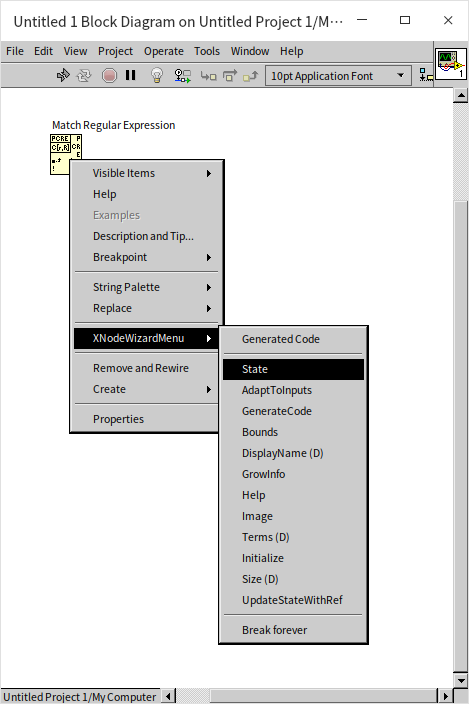 Untitled 1 Block Diagram on Untitled Project 1/M...
File Edit View Project Operate Tools Window Help
10pt Application Font
1
Match Regular Expression
PCRE
P
CR
E
Visible Items
Help
Examples
Description and Tip...
Breakpoint
String Palette
Replace
XNodeWizardMenu
Remove and Rewire
Create
Properties
Generated Code
State
AdaptToInputs
GenerateCode
Bounds
DisplayName (D)
GrowInfo
Help
Image
Terms (D)
Initialize
Size (D)
UpdateStateWithRef
Break forever
Untitled Project 1/My Computer